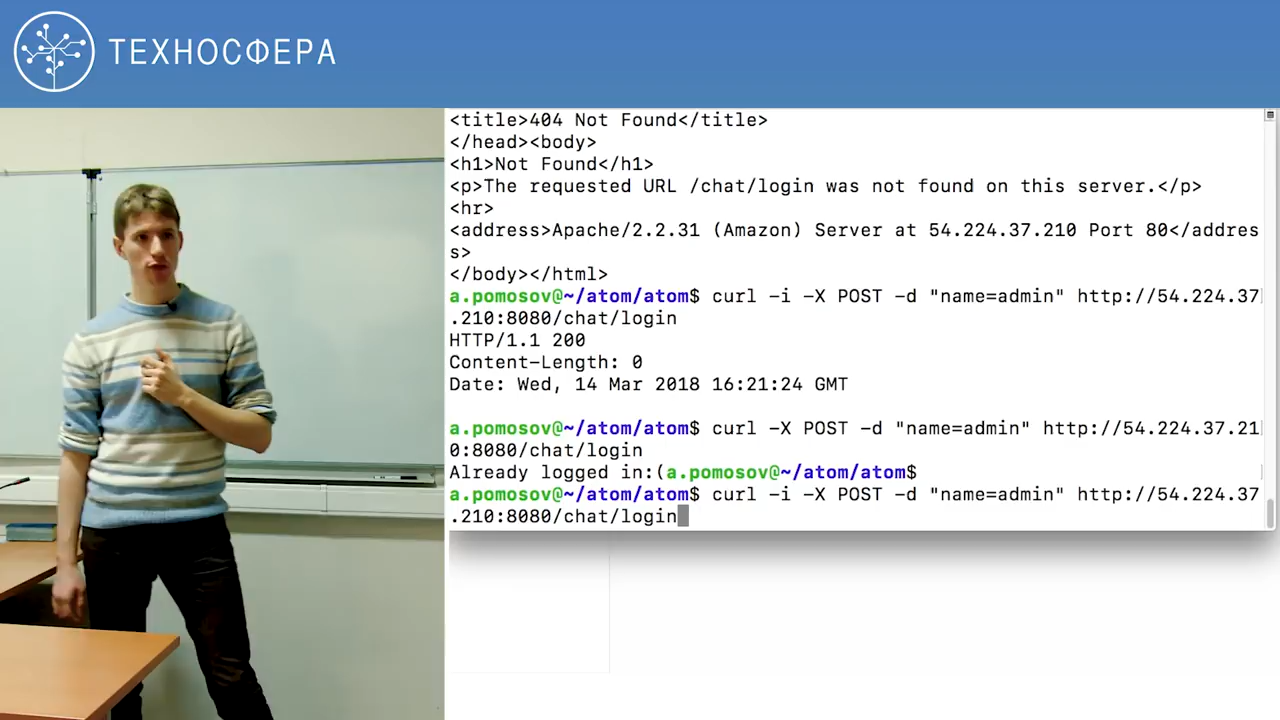 ТЕХНОСФЕРА
<title>404 Not Found</title>
</head><body>
<h1>Not Found</h1>
<p>The requested URL /chat/login was not found on this server.</p>
<hr>
<address>Apache/2.2.31 (Amazon) Server at 54.224.37.210 Port 80</addres
s>
</body></html>
a.pomosov@~/atom/atom$ curl -i -X POST -d "name=admin" http://54.224.37
.210:8080/chat/login
HTTP/1.1 200
Content-Length: 0
Date: Wed, 14 Mar 2018 16:21:24 GMT
a.pomosov@~/atom/atom$ curl -X POST -d "name=admin" http://54.224.37.21
0:8080/chat/login
Already logged in:(a.pomosov@~/atom/atom$
a.pomosov@~/atom/atom$ curl -i -X POST -d "name=admin" http://54.224.37
.210:8080/chat/login